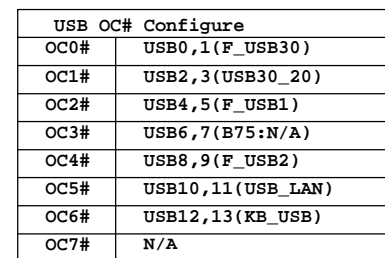 USB OC# Configure
OC0# USB0,1(F_USB30)
OC1# USB2,3(USB30_20)
OC2# USB4,5(F_USB1)
OC3# USB6,7(B75:N/A)
OC4# USB8,9(F_USB2)
OC5# USB10,11(USB_LAN)
OC6# USB12,13(KB_USB)
OC7# N/A